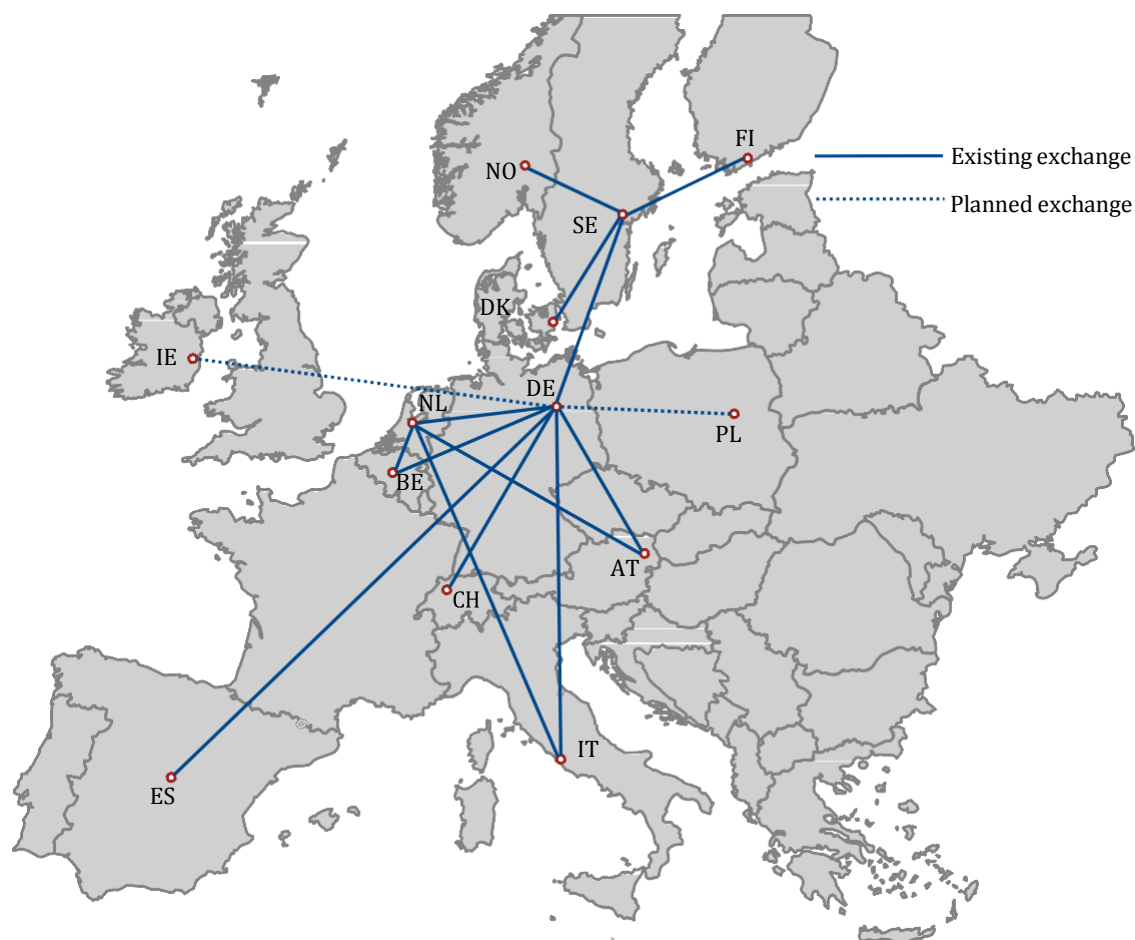 FI
NO
Existing exchange
Planned exchange
SE
DK
IE
DE
NL
PL
BE
AT
CH
IT
ES